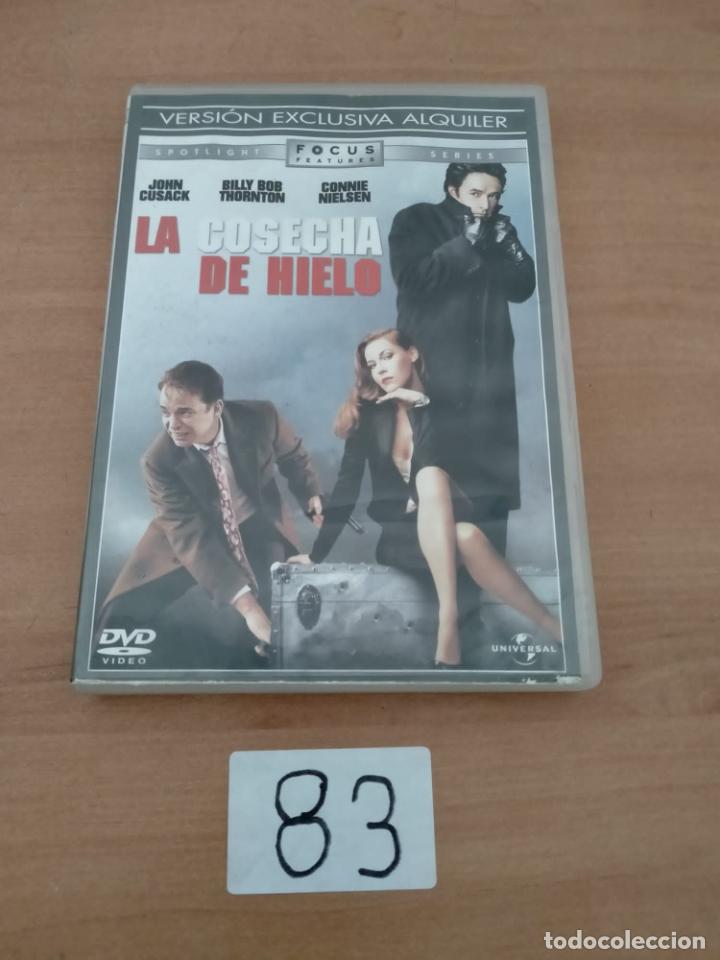 VERSIÓN EXCLUSIVA ALQUILER
SPOTLIGHT FOCUS FEATURES SERIES
JOHN CUSACK BILLY BOB THORNTON CONNIE NIELSEN
LA COSECHA
DE HIELO
DVD
VIDEO
UNIVERSAL
83
todocoleccion.net